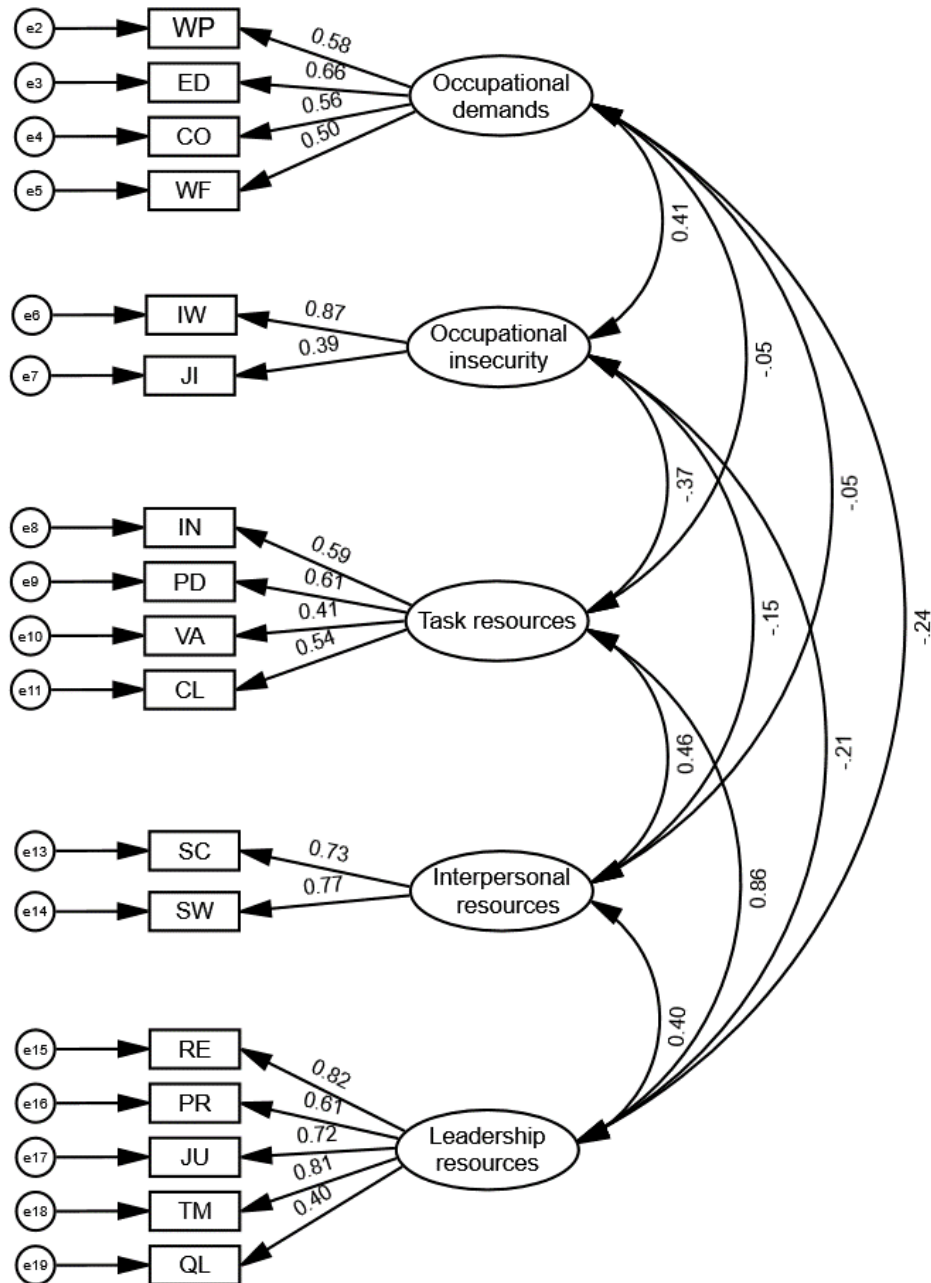 e2 WP 0.58
e3 ED 0.66
e4 CO 0.56
e5 WF 0.50
Occupational
demands
0.41
e6 IW 0.87
e7 JI 0.39
Occupational
insecurity
-.05
-.37
-.05
e8 IN 0.59
e9 PD 0.61
e10 VA 0.41
e11 CL 0.54
Task resources
-.15
-.24
0.46
-.21
e13 SC 0.73
e14 SW 0.77
Interpersonal
resources
0.86
0.40
e15 RE 0.82
e16 PR 0.61
e17 JU 0.72
e18 TM 0.81
e19 QL 0.40
Leadership
resources